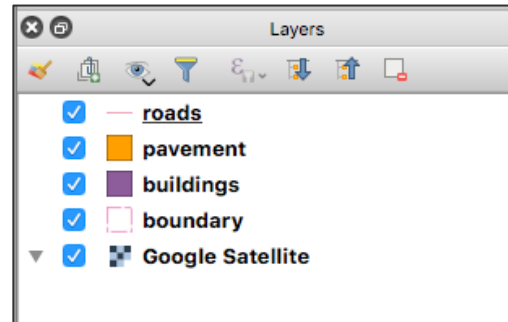 Layers
roads
pavement
buildings
boundary
Google Satellite